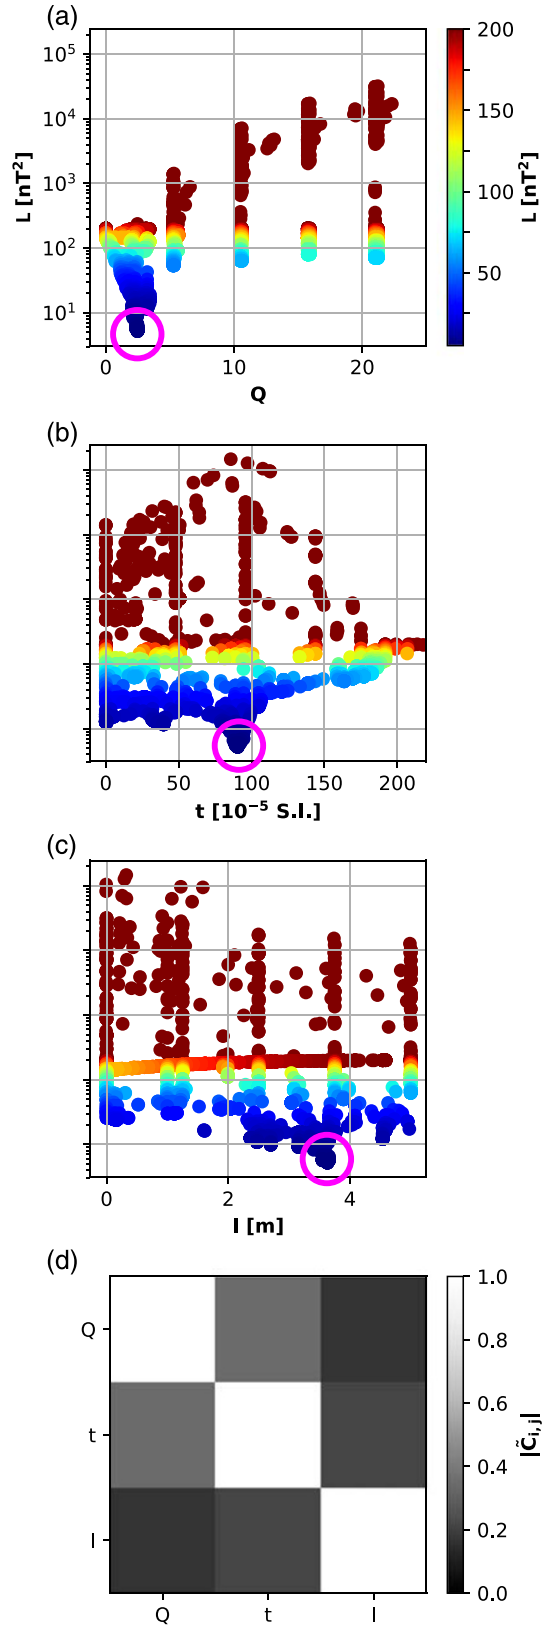 (a)
10⁵
10⁴
10³
10²
10¹
L [nT²]
0 10 20
Q
200
150
100
50
L [nT²]
(b)
0 50 100 150 200
t [10⁻⁵ S.I.]
(c)
0 2 4
l [m]
(d)
Q
t
l
Q t l
1.0
0.8
0.6
0.4
0.2
0.0
|C̃ᵢ,ⱼ|